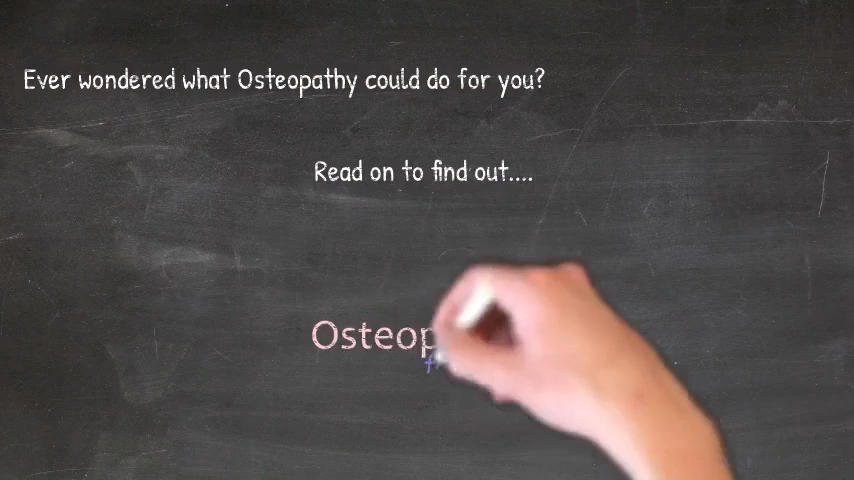 Ever wondered what Osteopathy could do for you?
Read on to find out....
Osteop